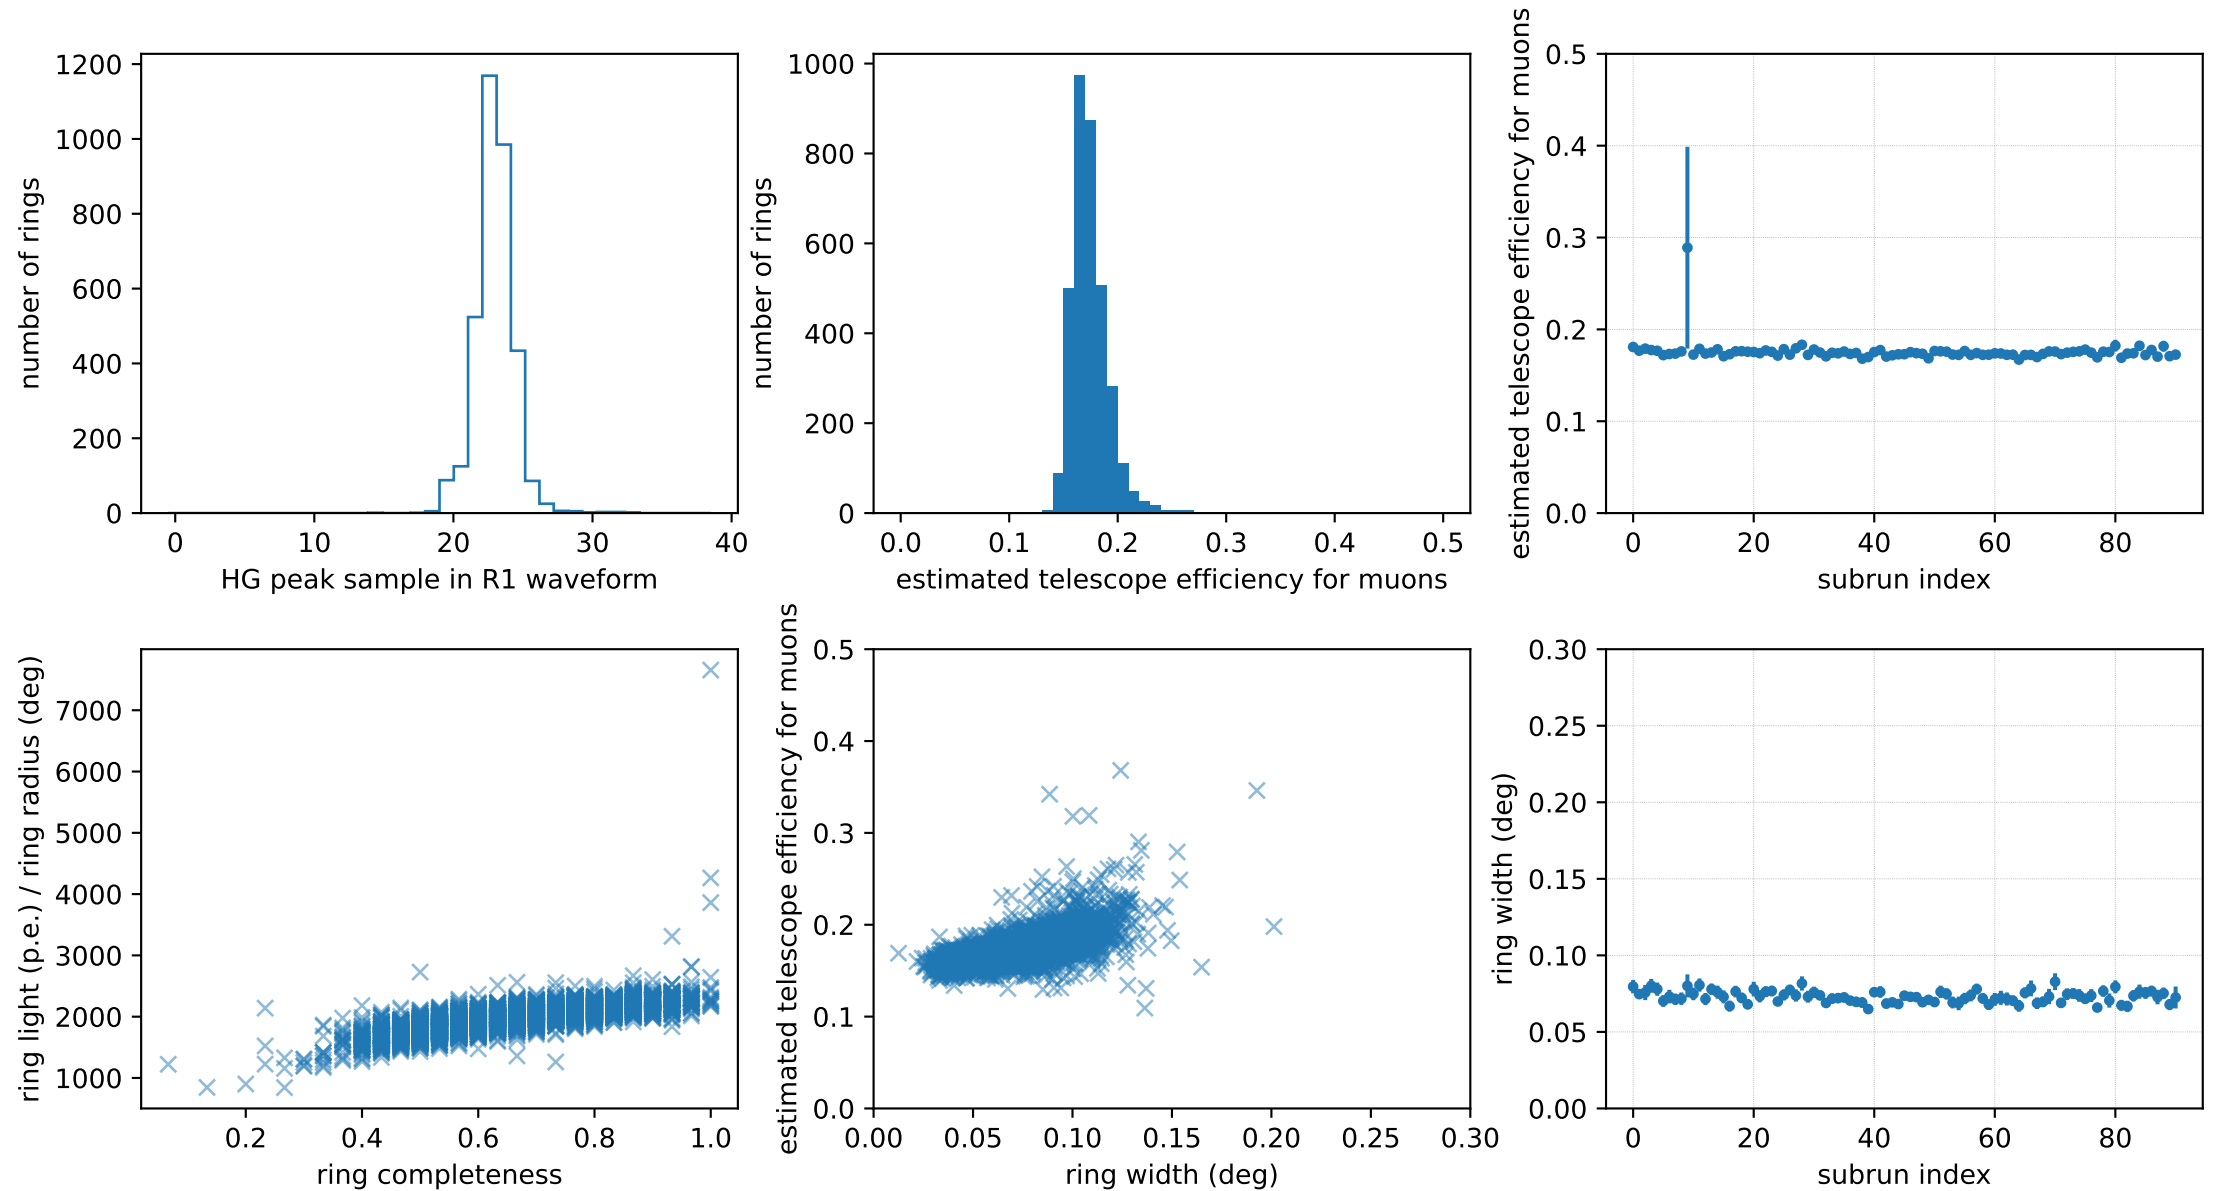 1200
1000
800
600
400
200
0
number of rings
0 10 20 30 40
HG peak sample in R1 waveform
1000
800
600
400
200
0
number of rings
0.0 0.1 0.2 0.3 0.4 0.5
estimated telescope efficiency for muons
0.5
0.4
0.3
0.2
0.1
0.0
estimated telescope efficiency for muons
0 20 40 60 80
subrun index
7000
6000
5000
4000
3000
2000
1000
ring light (p.e.) / ring radius (deg)
0.2 0.4 0.6 0.8 1.0
ring completeness
0.5
0.4
0.3
0.2
0.1
0.0
estimated telescope efficiency for muons
0.00 0.05 0.10 0.15 0.20 0.25 0.30
ring width (deg)
0.30
0.25
0.20
0.15
0.10
0.05
0.00
ring width (deg)
0 20 40 60 80
subrun index